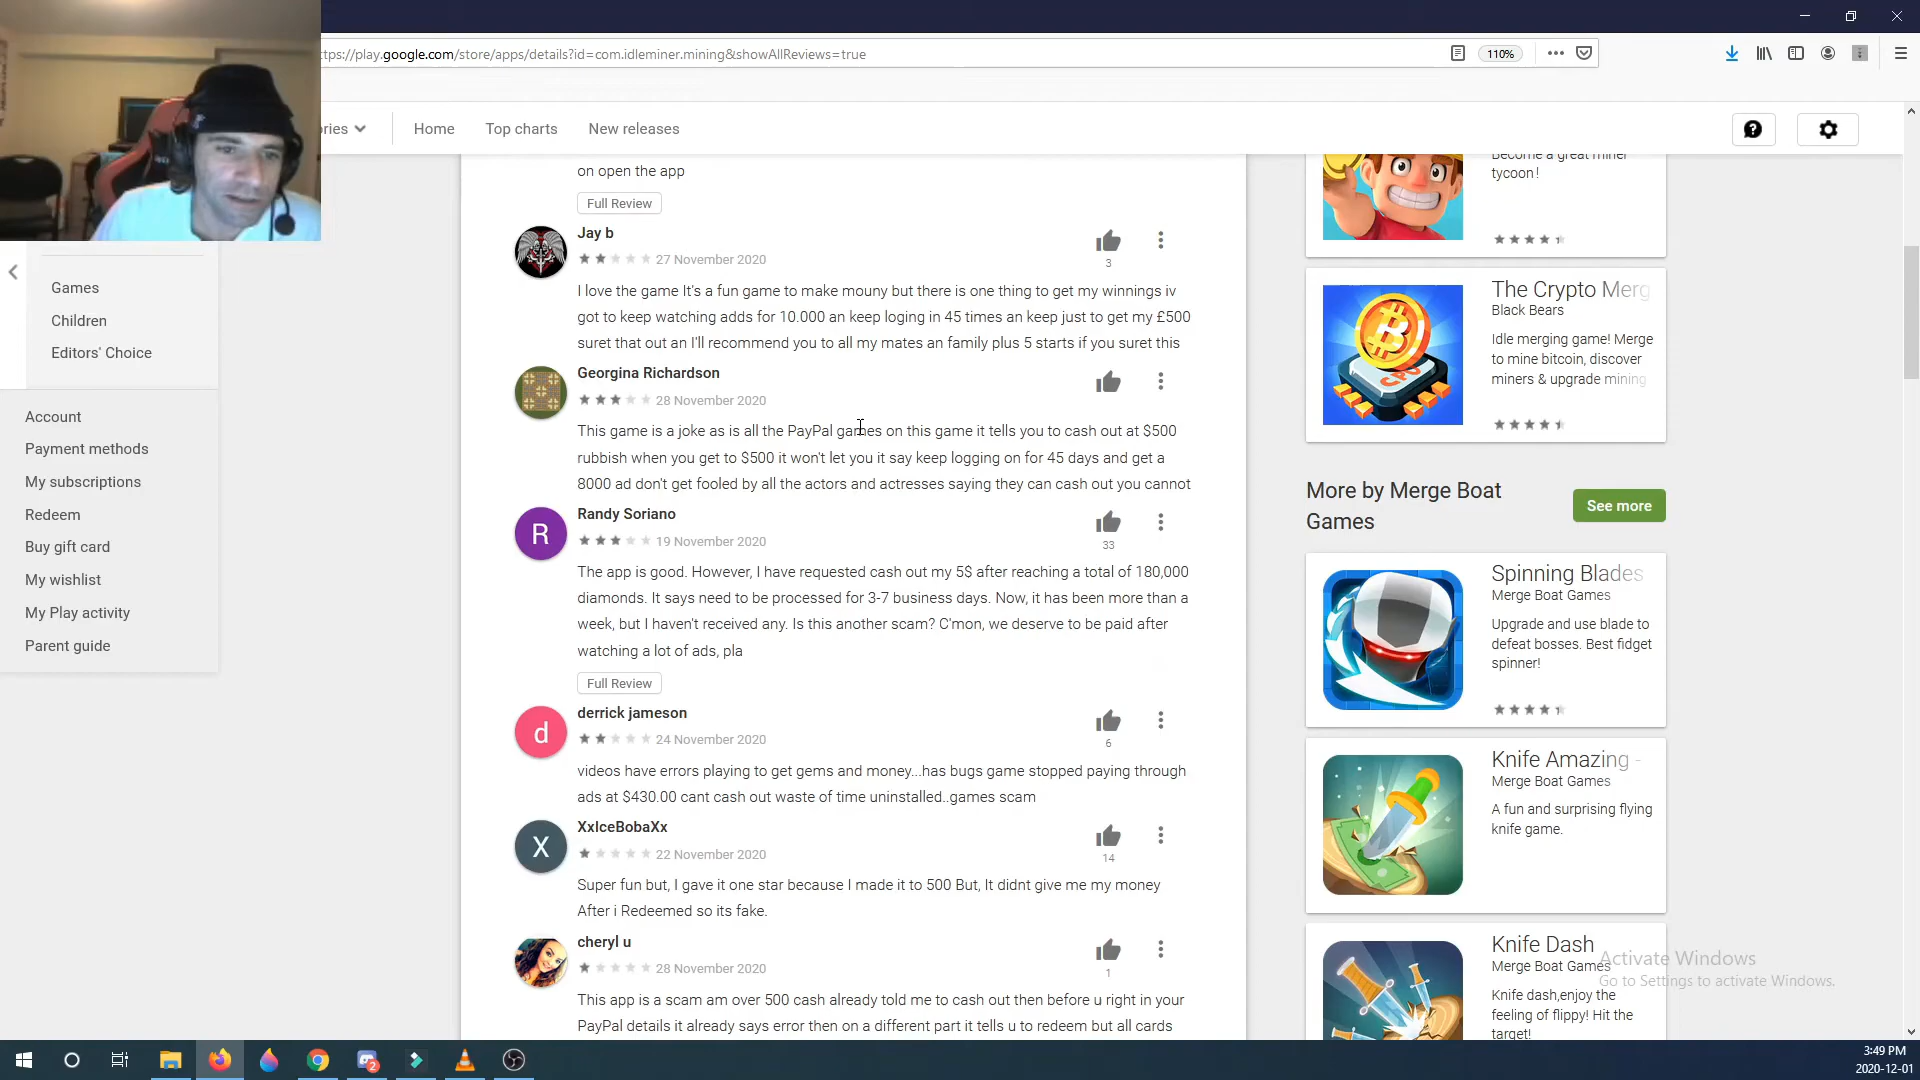 ttps://play.google.com/store/apps/details?id=com.idleminer.mining&showAllReviews=true
110%
ries
Home
Top charts
New releases
on open the app
Full Review
Jay b
27 November 2020
3
I love the game It's a fun game to make mouny but there is one thing to get my winnings iv
got to keep watching adds for 10.000 an keep loging in 45 times an keep just to get my £500
suret that out an I'll recommend you to all my mates an family plus 5 starts if you suret this
Georgina Richardson
28 November 2020
This game is a joke as is all the PayPal games on this game it tells you to cash out at $500
rubbish when you get to $500 it won't let you it say keep logging on for 45 days and get a
8000 ad don't get fooled by all the actors and actresses saying they can cash out you cannot
R
Randy Soriano
19 November 2020
33
The app is good. However, I have requested cash out my 5$ after reaching a total of 180,000
diamonds. It says need to be processed for 3-7 business days. Now, it has been more than a
week, but I haven't received any. Is this another scam? C'mon, we deserve to be paid after
watching a lot of ads, pla
Full Review
d
derrick jameson
24 November 2020
6
videos have errors playing to get gems and money...has bugs game stopped paying through
ads at $430.00 cant cash out waste of time uninstalled..games scam
X
XxIceBobaXx
22 November 2020
14
Super fun but, I gave it one star because I made it to 500 But, It didnt give me my money
After i Redeemed so its fake.
cheryl u
28 November 2020
1
This app is a scam am over 500 cash already told me to cash out then before u right in your
PayPal details it already says error then on a different part it tells u to redeem but all cards
Games
Children
Editors' Choice
Account
Payment methods
My subscriptions
Redeem
Buy gift card
My wishlist
My Play activity
Parent guide
Become a great miner
tycoon !
The Crypto Merg
Black Bears
Idle merging game! Merge
to mine bitcoin, discover
miners & upgrade mining
CPU
More by Merge Boat
Games
See more
Spinning Blades
Merge Boat Games
Upgrade and use blade to
defeat bosses. Best fidget
spinner!
Knife Amazing -
Merge Boat Games
A fun and surprising flying
knife game.
Knife Dash
Merge Boat Games
Knife dash,enjoy the
feeling of flippy! Hit the
target!
Activate Windows
Go to Settings to activate Windows.
2
3:49 PM
2020-12-01